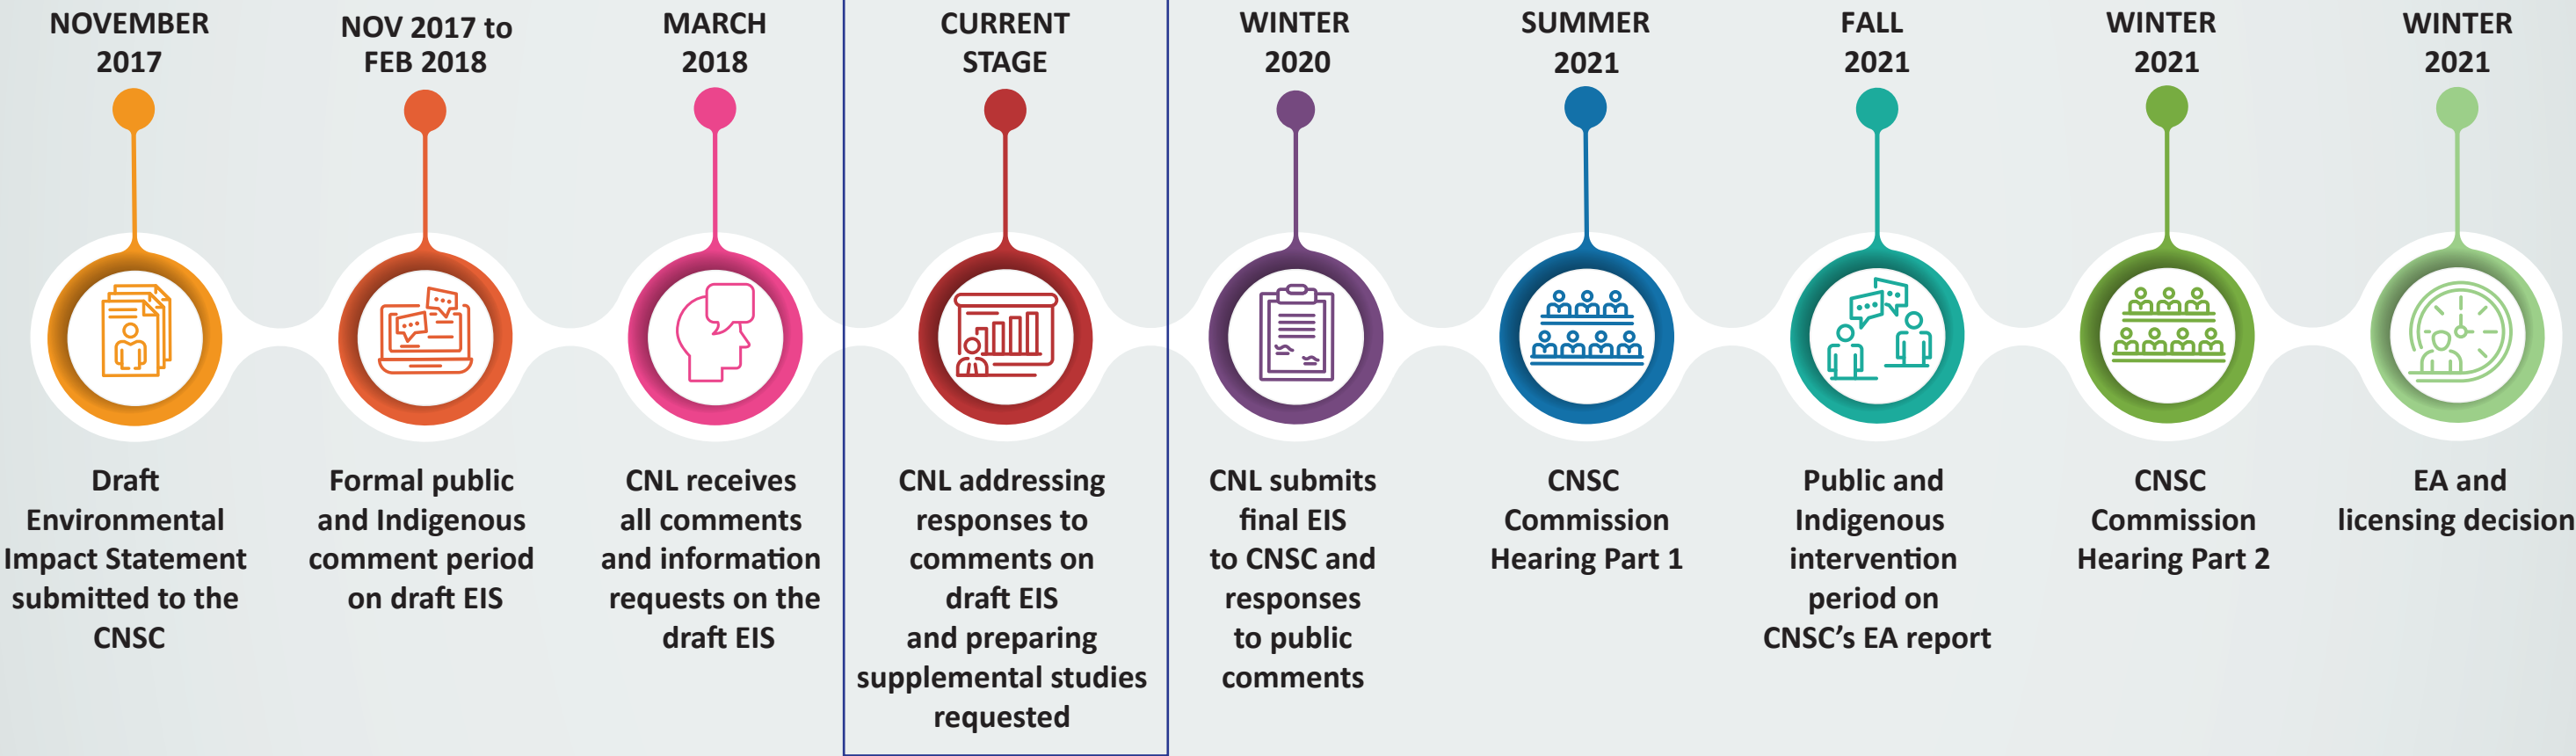 NOVEMBER
2017
Draft
Environmental
Impact Statement
submitted to the
CNSC
NOV 2017 to
FEB 2018
Formal public
and Indigenous
comment period
on draft EIS
MARCH
2018
CNL receives
all comments
and information
requests on the
draft EIS
CURRENT
STAGE
CNL addressing
responses to
comments on
draft EIS
and preparing
supplemental studies
requested
WINTER
2020
CNL submits
final EIS
to CNSC and
responses
to public
comments
SUMMER
2021
CNSC
Commission
Hearing Part 1
FALL
2021
Public and
Indigenous
intervention
period on
CNSC’s EA report
WINTER
2021
CNSC
Commission
Hearing Part 2
WINTER
2021
EA and
licensing decision